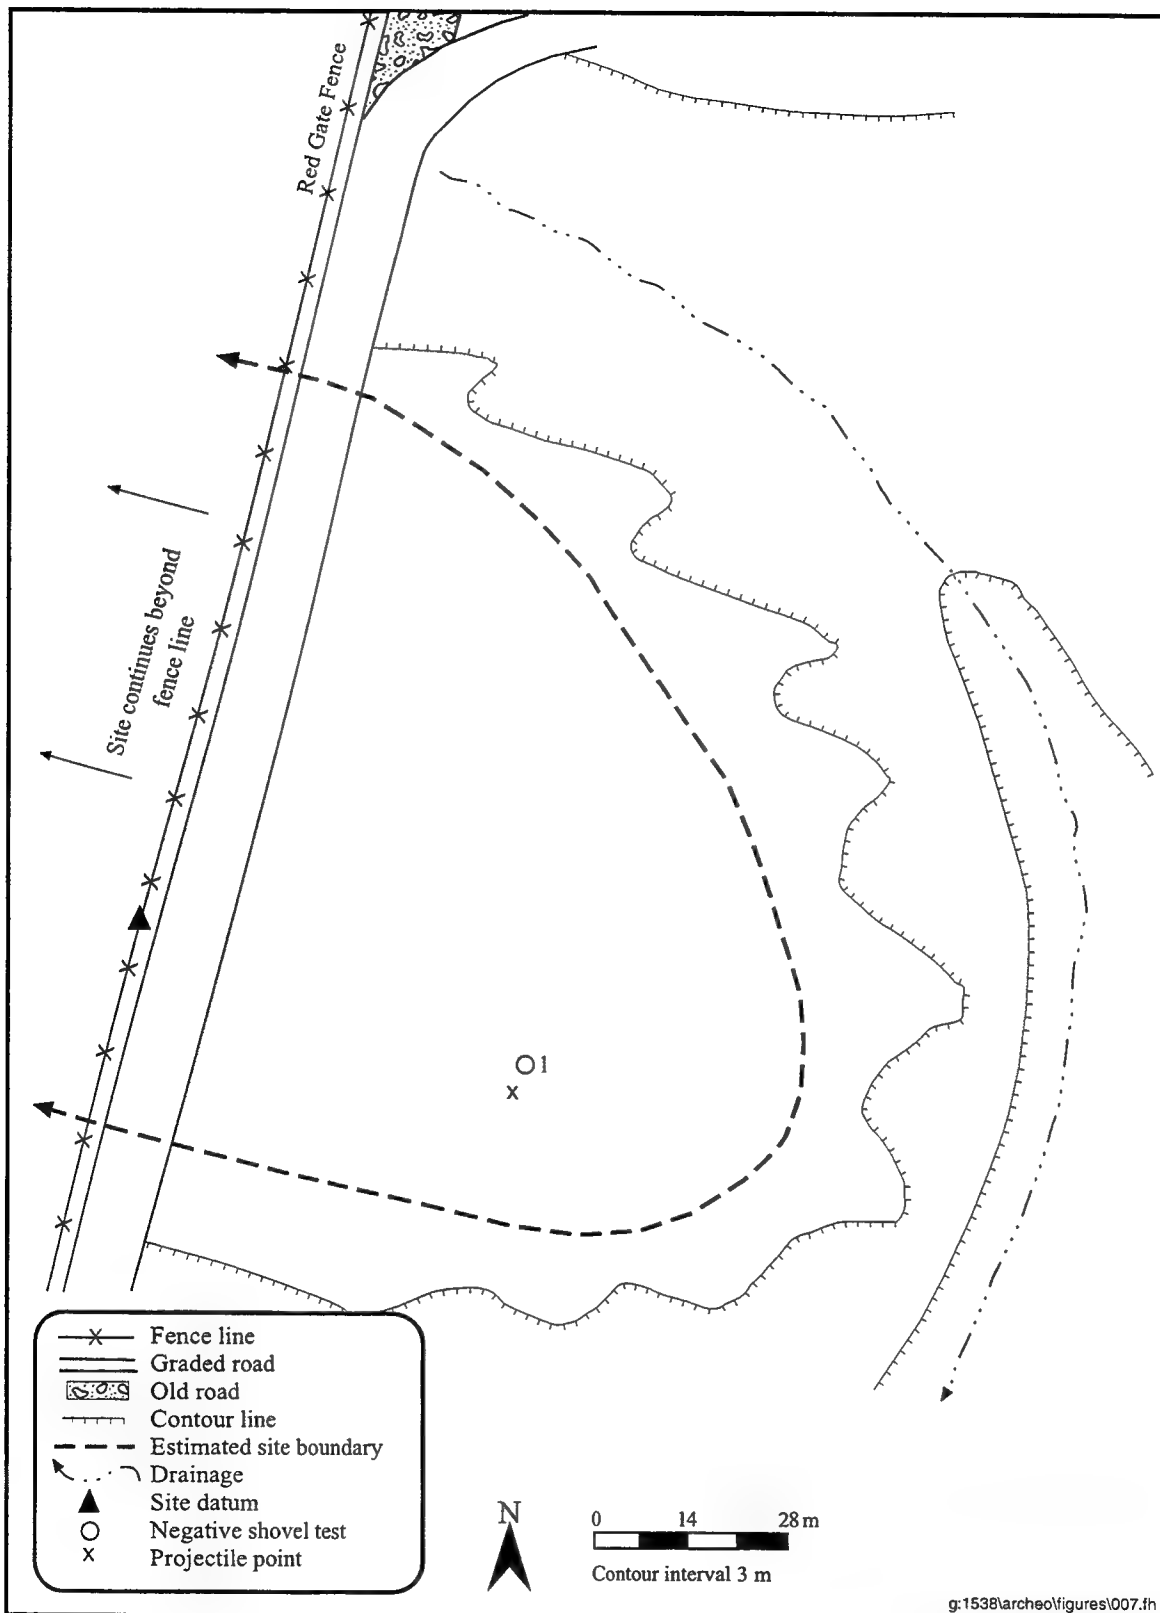 Red Gate Fence
Site continues beyond
fence line
1
Fence line
Graded road
Old road
Contour line
Estimated site boundary
Drainage
Site datum
Negative shovel test
Projectile point
N
0 14 28 m
Contour interval 3 m
g:1538\archeo\figures\007.fh